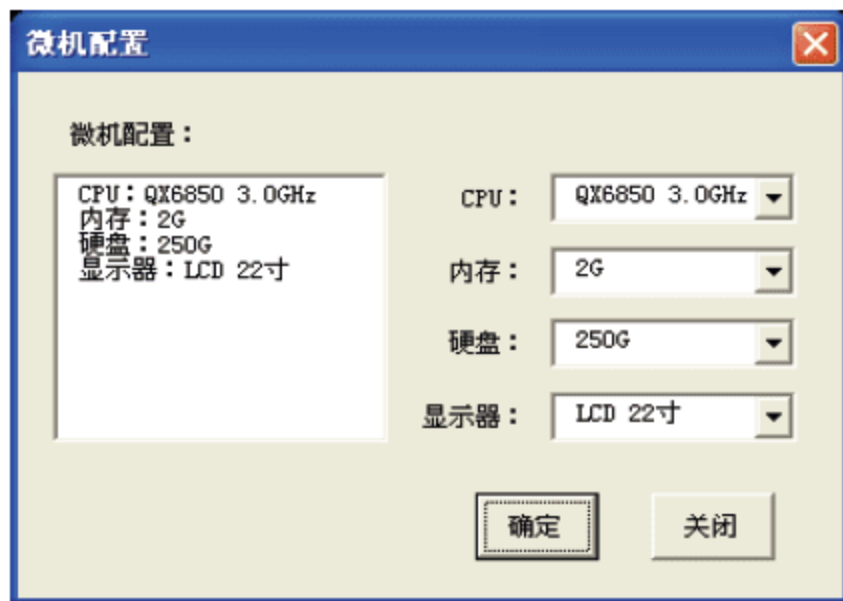 微机配置
微机配置：
CPU：QX6850 3.0GHz
内存：2G
硬盘：250G
显示器：LCD 22寸
CPU： QX6850 3.0GHz
内存： 2G
硬盘： 250G
显示器： LCD 22寸
确定 关闭